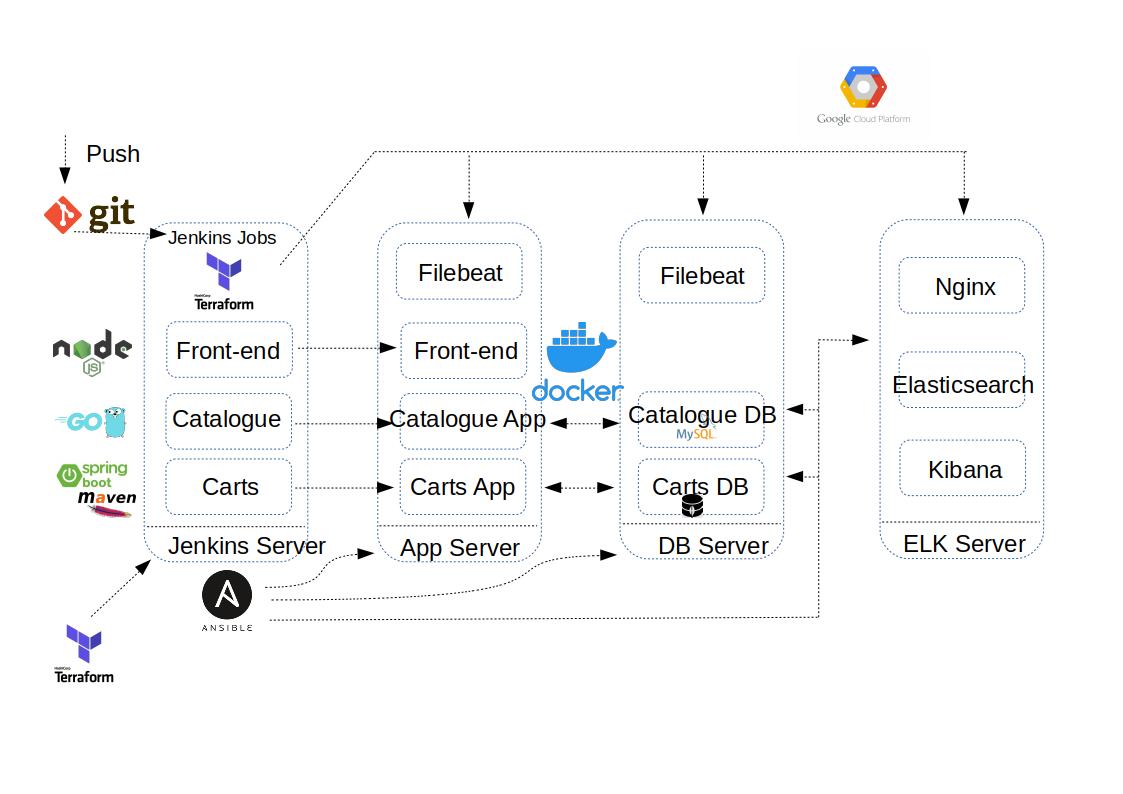 Google Cloud Platform
Push
git
Jenkins Jobs
HashiCorp
Terraform
Filebeat
Filebeat
Nginx
node
JS
Front-end
Front-end
docker
Elasticsearch
GO
Catalogue
Catalogue App
Catalogue DB
MySQL
spring
boot
maven
Carts
Carts App
Carts DB
Kibana
Jenkins Server
App Server
DB Server
ELK Server
ANSIBLE
HashiCorp
Terraform